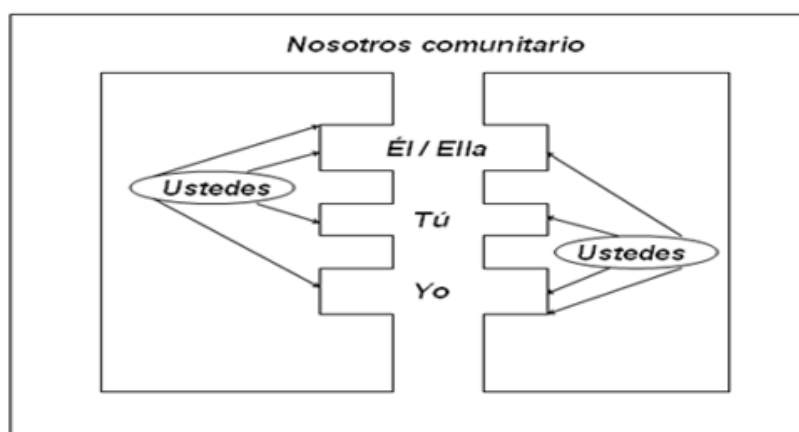 Nosotros comunitario
Él / Ella
Ustedes
Tú
Ustedes
Yo